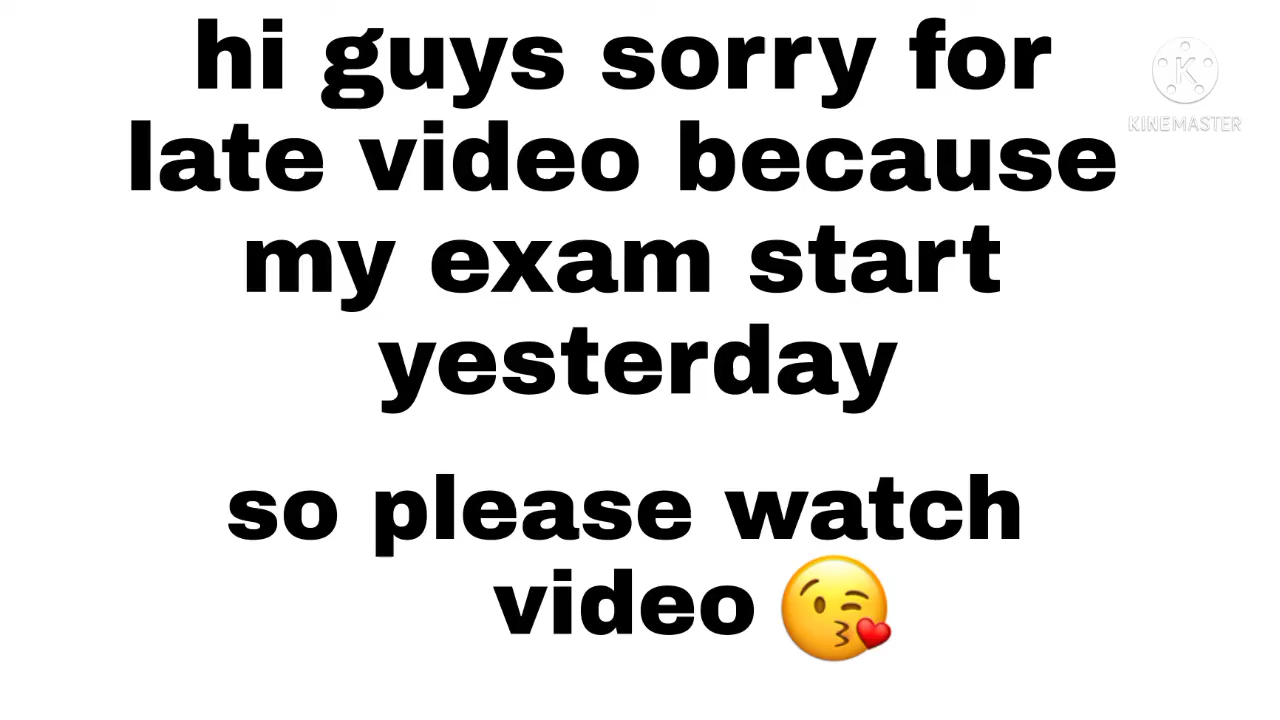 hi guys sorry for
late video because
my exam start
yesterday
so please watch
video 😘
KINEMASTER